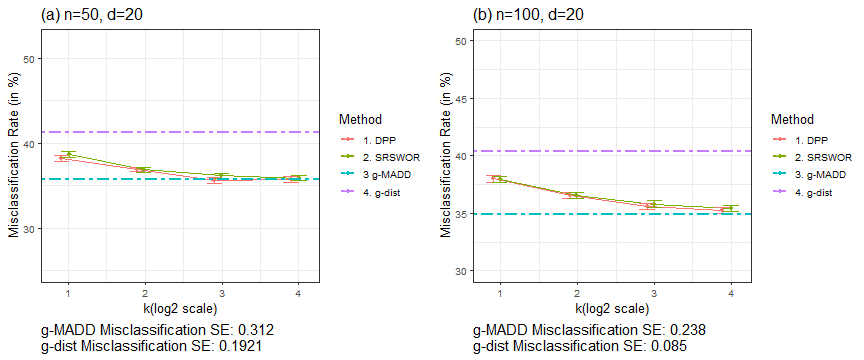 (a) n=50, d=20
Misclassification Rate (in %)
50
40
30
1 2 3 4
k(log2 scale)
Method
1. DPP
2. SRSWOR
3 g-MADD
4. g-dist
g-MADD Misclassification SE: 0.312
g-dist Misclassification SE: 0.1921
(b) n=100, d=20
Misclassification Rate (in %)
50
45
40
35
30
1 2 3 4
k(log2 scale)
Method
1. DPP
2. SRSWOR
3. g-MADD
4. g-dist
g-MADD Misclassification SE: 0.238
g-dist Misclassification SE: 0.085